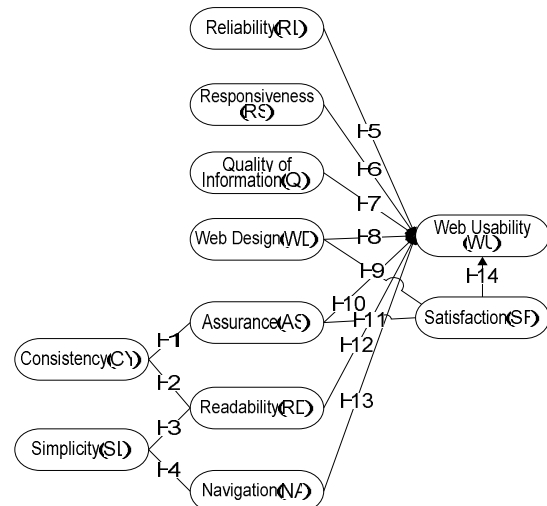 Reliability(RL)
Responsiveness
(RS)
H5
Quality of
Information(Q)
H6
H7
Web Design(WD)
H8
Web Usability
(WU)
H9
H14
H10
Assurance(AS)
H11
Satisfaction(SF)
H1
H12
Consistency(CY)
H2
Readability(RD)
H13
H3
Simplicity(SL)
H4
Navigation(NA)